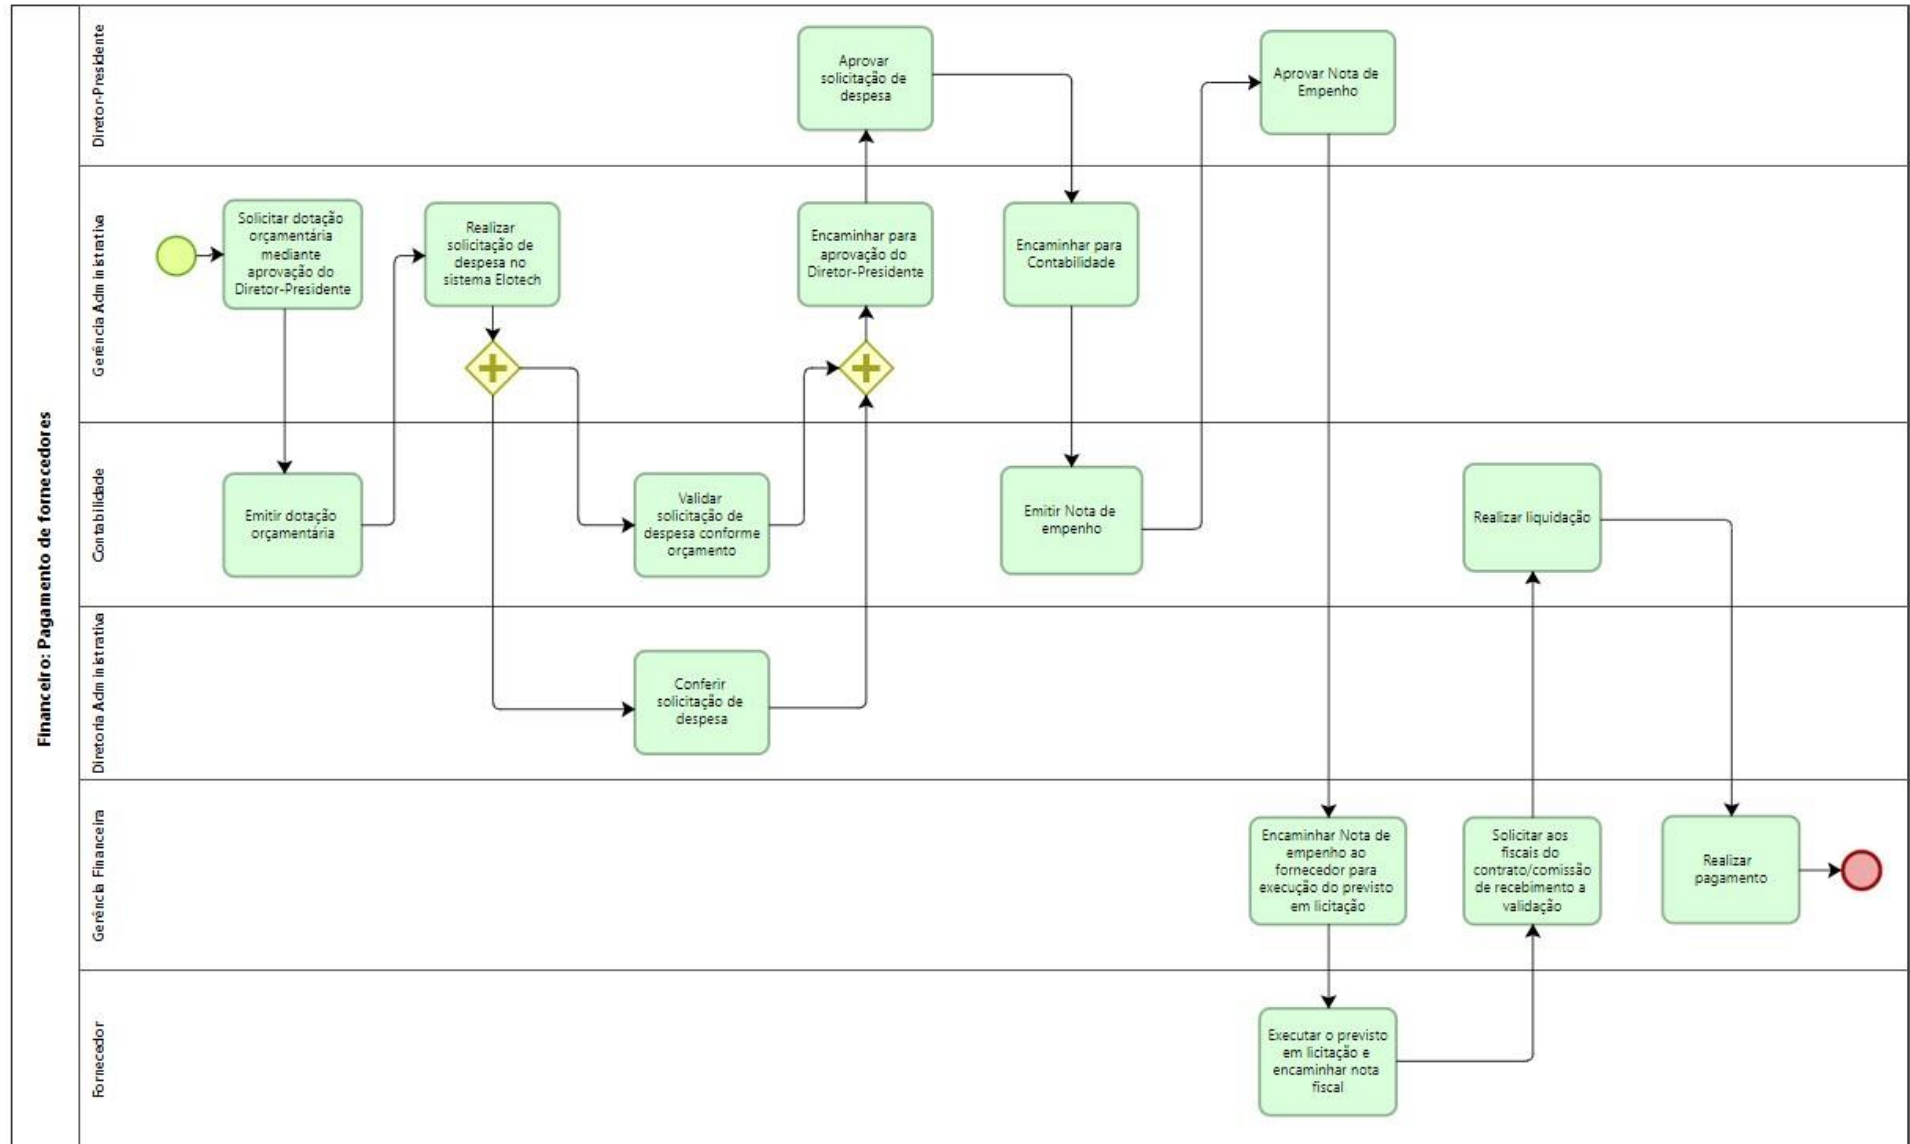 Financeiro: Pagamento de fornecedores
Diretor-Presidente
Aprovar
solicitação de
despesa
Aprovar Nota de
Empenho
Gerência Administrativa
Solicitar dotação
orçamentária
mediante
aprovação do
Diretor-Presidente
Realizar
solicitação de
despesa no
sistema Elotech
Encaminhar para
aprovação do
Diretor-Presidente
Encaminhar para
Contabilidade
Contabilidade
Emitir dotação
orçamentária
Validar
solicitação de
despesa conforme
orçamento
Emitir Nota de
empenho
Realizar liquidação
Diretoria Administrativa
Conferir
solicitação de
despesa
Gerência Financeira
Encaminhar Nota de
empenho ao
fornecedor para
execução do previsto
em licitação
Solicitar aos
fiscais do
contrato/comissão
de recebimento a
validação
Realizar
pagamento
Fornecedor
Executar o previsto
em licitação e
encaminhar nota
fiscal